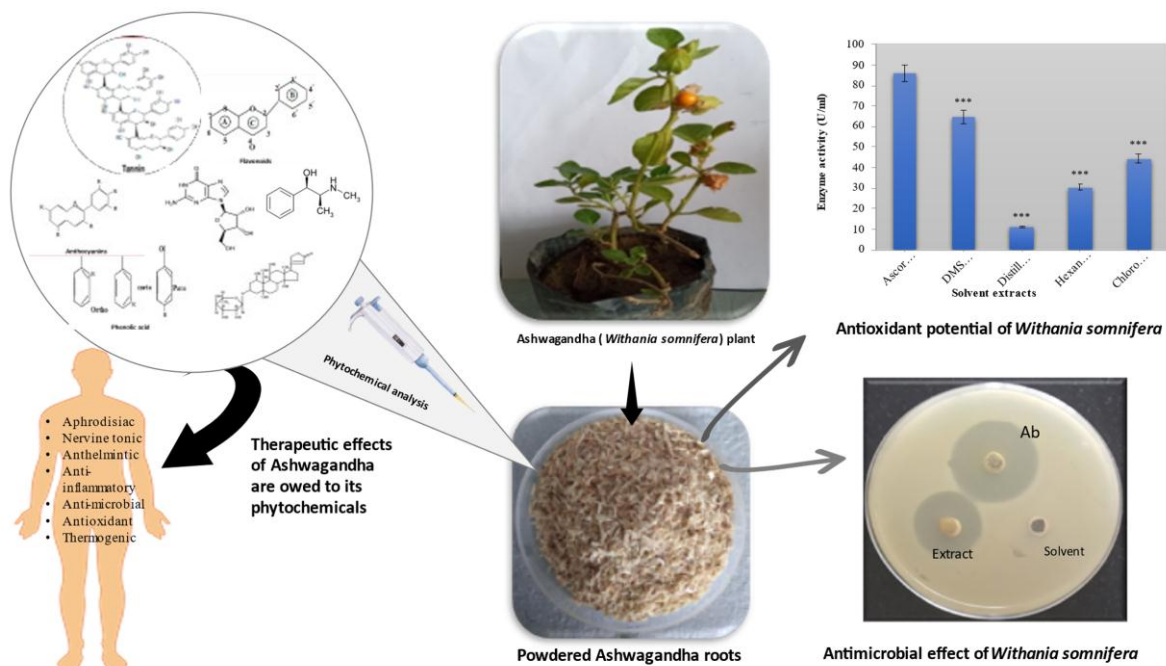 Tannin
Flavonoids
Anthocyanins
Ortho
Para
Phenolic acid
OH
H
N
CH₃
CH₃
Phytochemical analysis
• Aphrodisiac
• Nervine tonic
• Anthelmintic
• Anti-
inflammatory
• Anti-microbial
• Antioxidant
• Thermogenic
Therapeutic effects
of Ashwagandha
are owed to its
phytochemicals
Ashwagandha ( Withania somnifera) plant
Powdered Ashwagandha roots
Enzyme activity (U/ml)
100
90
80
70
60
50
40
30
20
10
0
***
***
***
***
Ascor...
DMS...
Distill...
Hexan...
Chloro...
Solvent extracts
Antioxidant potential of Withania somnifera
Ab
Extract
Solvent
Antimicrobial effect of Withania somnifera